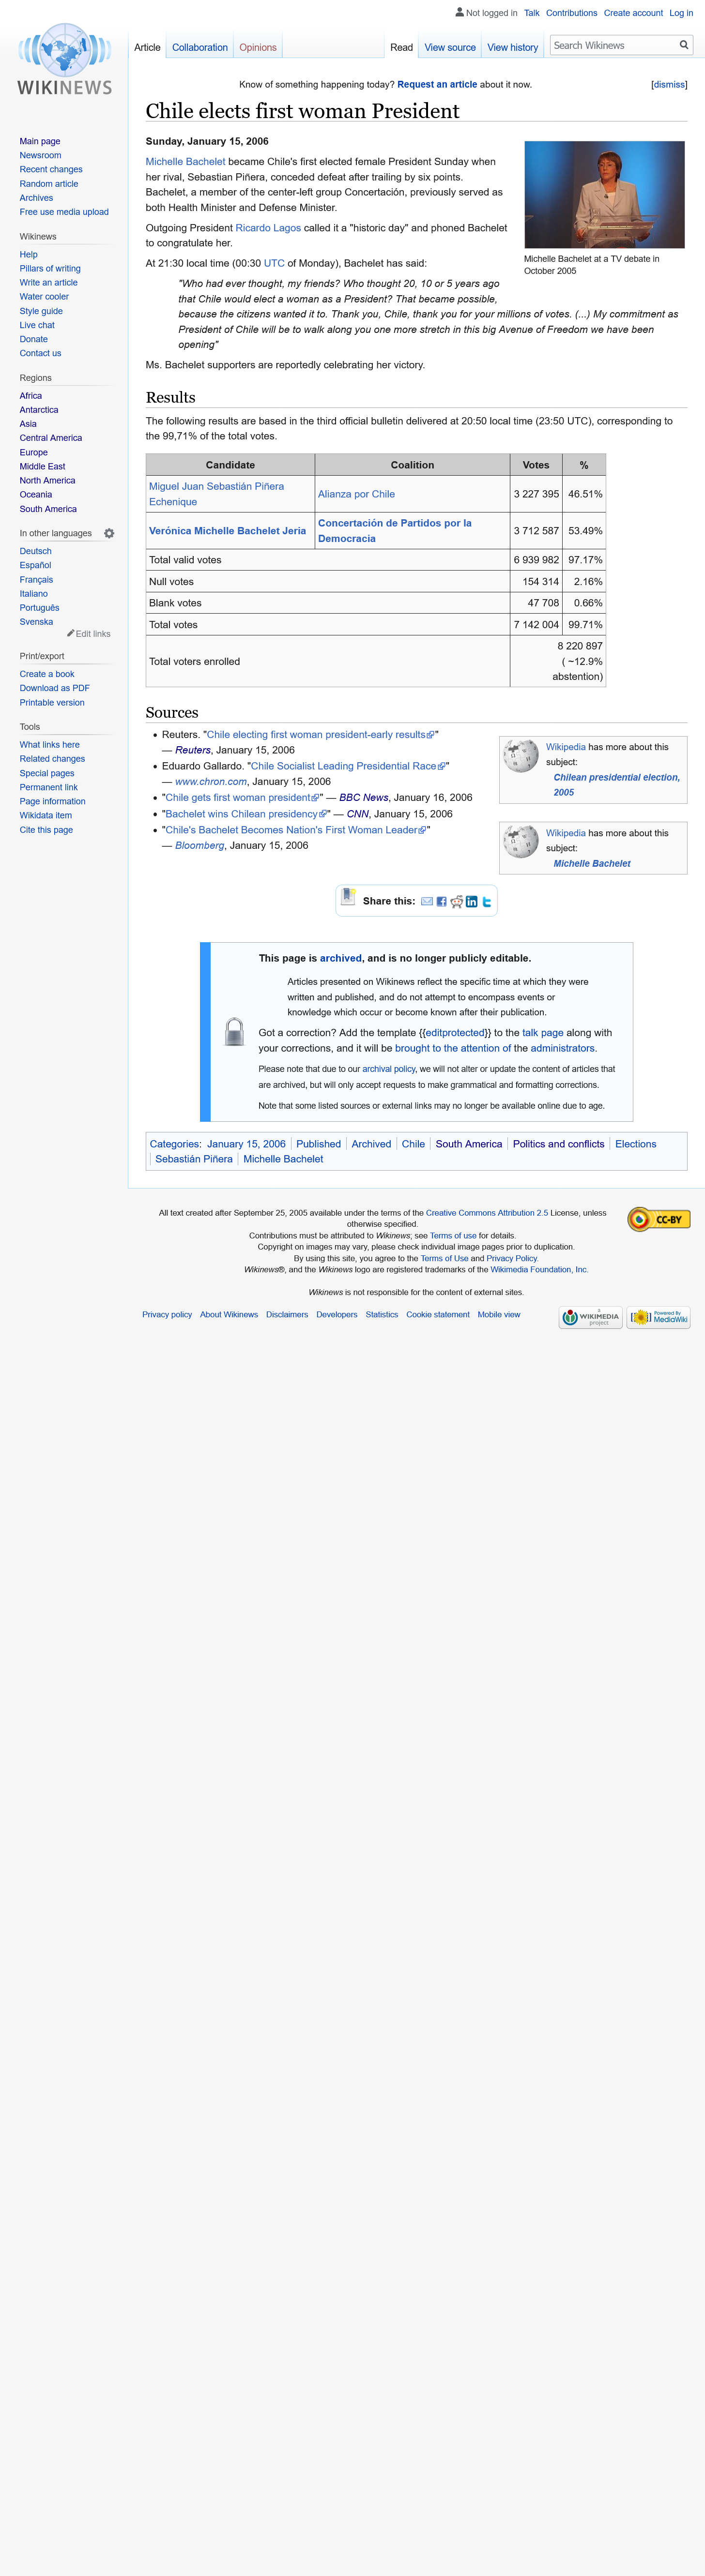 Not logged in Talk Contributions Create account Log in
Article Collaboration Opinions Read View source View history Search Wikinews
WIKINEWS
Main page
Newsroom
Recent changes
Random article
Archives
Free use media upload
Wikinews
Help
Pillars of writing
Write an article
Water cooler
Style guide
Live chat
Donate
Contact us
Regions
Africa
Antarctica
Asia
Central America
Europe
Middle East
North America
Oceania
South America
In other languages
Deutsch
Español
Français
Italiano
Português
Svenska
Edit links
Print/export
Create a book
Download as PDF
Printable version
Tools
What links here
Related changes
Special pages
Permanent link
Page information
Wikidata item
Cite this page
Know of something happening today? Request an article about it now. [dismiss]
Chile elects first woman President
Sunday, January 15, 2006
Michelle Bachelet became Chile's first elected female President Sunday when
her rival, Sebastian Piñera, conceded defeat after trailing by six points.
Bachelet, a member of the center-left group Concertación, previously served as
both Health Minister and Defense Minister.
Outgoing President Ricardo Lagos called it a "historic day" and phoned Bachelet
to congratulate her.
At 21:30 local time (00:30 UTC of Monday), Bachelet has said:
Michelle Bachelet at a TV debate in
October 2005
"Who had ever thought, my friends? Who thought 20, 10 or 5 years ago
that Chile would elect a woman as a President? That became possible,
because the citizens wanted it to. Thank you, Chile, thank you for your millions of votes. (...) My commitment as
President of Chile will be to walk along you one more stretch in this big Avenue of Freedom we have been
opening"
Ms. Bachelet supporters are reportedly celebrating her victory.
Results
The following results are based in the third official bulletin delivered at 20:50 local time (23:50 UTC), corresponding to
the 99,71% of the total votes.
Candidate Coalition Votes %
Miguel Juan Sebastián Piñera
Echenique
Alianza por Chile 3 227 395 46.51%
Verónica Michelle Bachelet Jeria
Concertación de Partidos por la
Democracia
3 712 587 53.49%
Total valid votes 6 939 982 97.17%
Null votes 154 314 2.16%
Blank votes 47 708 0.66%
Total votes 7 142 004 99.71%
Total voters enrolled
8 220 897
( ~12.9%
abstention)
Sources
Reuters. "Chile electing first woman president-early results"
— Reuters, January 15, 2006
Eduardo Gallardo. "Chile Socialist Leading Presidential Race"
— www.chron.com, January 15, 2006
"Chile gets first woman president" — BBC News, January 16, 2006
"Bachelet wins Chilean presidency" — CNN, January 15, 2006
"Chile's Bachelet Becomes Nation's First Woman Leader"
— Bloomberg, January 15, 2006
Wikipedia has more about this
subject:
Chilean presidential election,
2005
Wikipedia has more about this
subject:
Michelle Bachelet
Share this:
This page is archived, and is no longer publicly editable.
Articles presented on Wikinews reflect the specific time at which they were
written and published, and do not attempt to encompass events or
knowledge which occur or become known after their publication.
Got a correction? Add the template {{editprotected}} to the talk page along with
your corrections, and it will be brought to the attention of the administrators.
Please note that due to our archival policy, we will not alter or update the content of articles that
are archived, but will only accept requests to make grammatical and formatting corrections.
Note that some listed sources or external links may no longer be available online due to age.
Categories: January 15, 2006 Published Archived Chile South America Politics and conflicts Elections
Sebastián Piñera Michelle Bachelet
All text created after September 25, 2005 available under the terms of the Creative Commons Attribution 2.5 License, unless
otherwise specified.
Contributions must be attributed to Wikinews; see Terms of use for details.
Copyright on images may vary, please check individual image pages prior to duplication.
By using this site, you agree to the Terms of Use and Privacy Policy.
Wikinews®, and the Wikinews logo are registered trademarks of the Wikimedia Foundation, Inc.
CC-BY
Wikinews is not responsible for the content of external sites.
Privacy policy About Wikinews Disclaimers Developers Statistics Cookie statement Mobile view
A
WIKIMEDIA
project
Powered By
MediaWiki